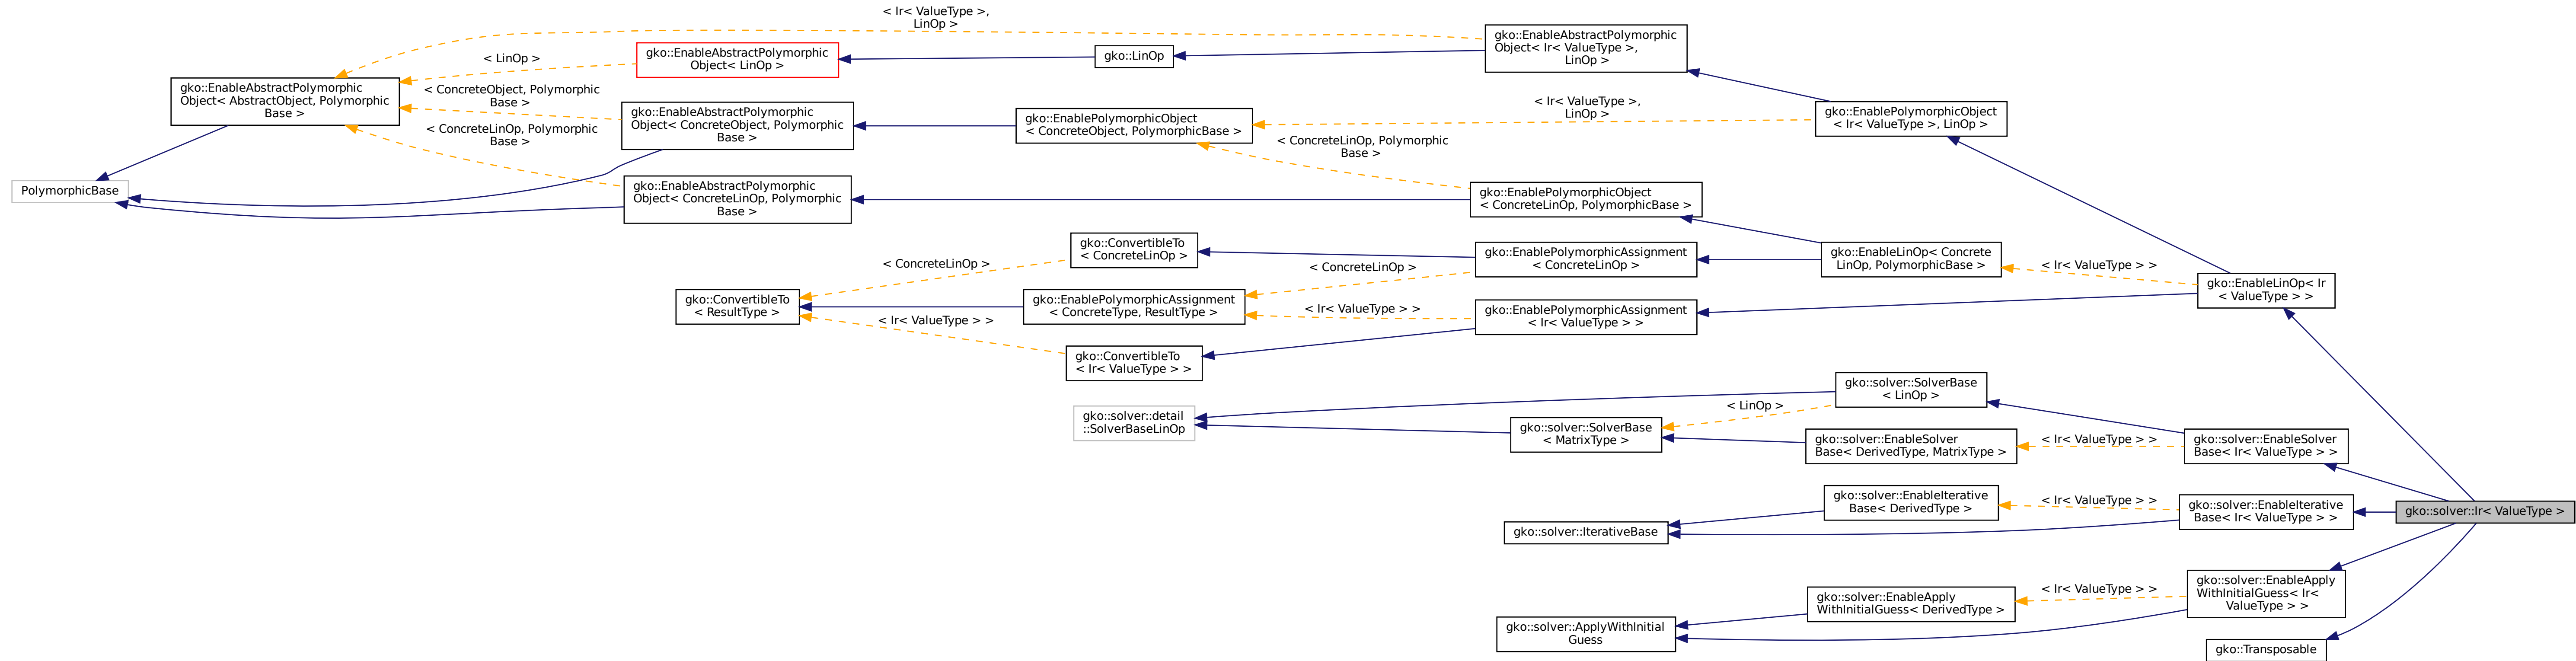 < Ir< ValueType >,
LinOp >
gko::EnableAbstractPolymorphic
Object< Ir< ValueType >,
LinOp >
gko::EnableAbstractPolymorphic
Object< LinOp >
gko::LinOp
< LinOp >
gko::EnableAbstractPolymorphic
Object< AbstractObject, Polymorphic
Base >
< ConcreteObject, Polymorphic
Base >
gko::EnableAbstractPolymorphic
Object< ConcreteObject, Polymorphic
Base >
gko::EnablePolymorphicObject
< ConcreteObject, PolymorphicBase >
< Ir< ValueType >,
LinOp >
gko::EnablePolymorphicObject
< Ir< ValueType >, LinOp >
< ConcreteLinOp, Polymorphic
Base >
< ConcreteLinOp, Polymorphic
Base >
PolymorphicBase
gko::EnableAbstractPolymorphic
Object< ConcreteLinOp, Polymorphic
Base >
gko::EnablePolymorphicObject
< ConcreteLinOp, PolymorphicBase >
gko::ConvertibleTo
< ConcreteLinOp >
gko::EnablePolymorphicAssignment
< ConcreteLinOp >
gko::EnableLinOp< Concrete
LinOp, PolymorphicBase >
< Ir< ValueType > >
< ConcreteLinOp >
< ConcreteLinOp >
gko::EnableLinOp< Ir
< ValueType > >
gko::ConvertibleTo
< ResultType >
gko::EnablePolymorphicAssignment
< ConcreteType, ResultType >
< Ir< ValueType > >
gko::EnablePolymorphicAssignment
< Ir< ValueType > >
< Ir< ValueType > >
gko::ConvertibleTo
< Ir< ValueType > >
gko::solver::SolverBase
< LinOp >
< LinOp >
gko::solver::detail
::SolverBaseLinOp
gko::solver::SolverBase
< MatrixType >
gko::solver::EnableSolver
Base< DerivedType, MatrixType >
< Ir< ValueType > >
gko::solver::EnableSolver
Base< Ir< ValueType > >
gko::solver::EnableIterative
Base< DerivedType >
< Ir< ValueType > >
gko::solver::EnableIterative
Base< Ir< ValueType > >
gko::solver::Ir< ValueType >
gko::solver::IterativeBase
gko::solver::EnableApply
WithInitialGuess< Ir<
ValueType > >
< Ir< ValueType > >
gko::solver::EnableApply
WithInitialGuess< DerivedType >
gko::solver::ApplyWithInitial
Guess
gko::Transposable